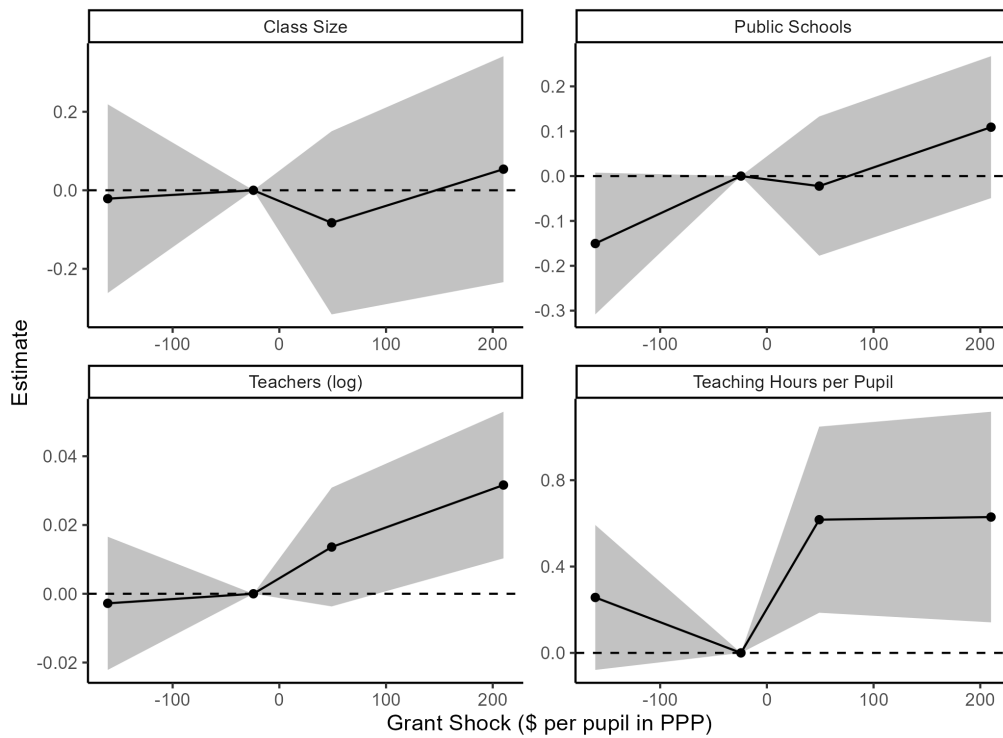 Class Size
Public Schools
0.2
0.0
-0.2
0.2
0.1
0.0
-0.1
-0.2
-0.3
-100 0 100 200
-100 0 100 200
Estimate
Teachers (log)
Teaching Hours per Pupil
0.04
0.02
0.00
-0.02
0.8
0.4
0.0
-100 0 100 200
-100 0 100 200
Grant Shock ($ per pupil in PPP)